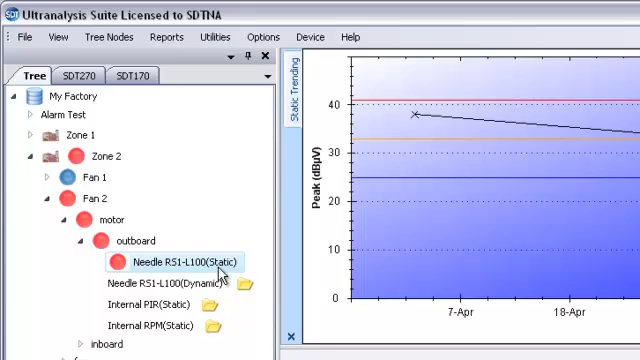 SDT Ultranalysis Suite Licensed to SDTNA
File View Tree Nodes Reports Utilities Options Device Help
Tree SDT270 SDT170
My Factory
Alarm Test
Zone 1
Zone 2
Fan 1
Fan 2
motor
outboard
Needle RS1-L100(Static)
Needle RS1-L100(Dynamic)
Internal PIR(Static)
Internal RPM(Static)
inboard
Static Trending
Peak (dBµV)
40
30
20
10
0
7-Apr 18-Apr